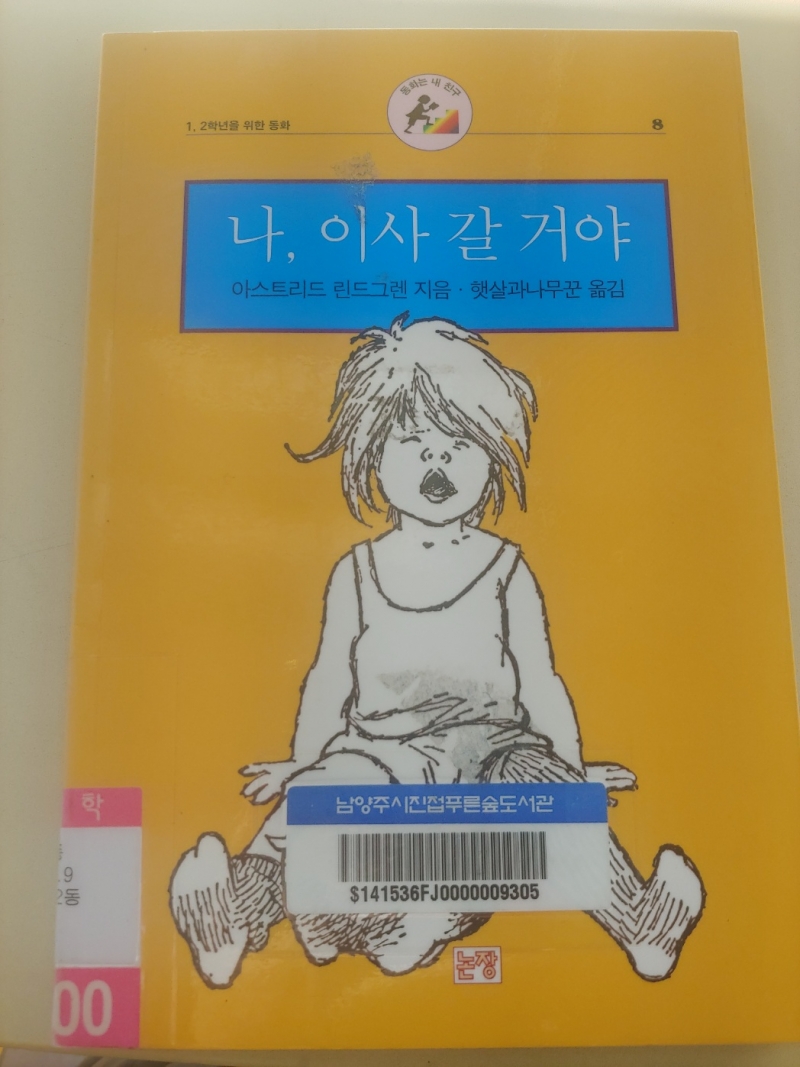 동화는 내 친구
1, 2학년을 위한 동화
8
나, 이사 갈 거야
아스트리드 린드그렌 지음 · 햇살과나무꾼 옮김
남양주시진접푸른숲도서관
$141536FJ0000009305
학
.9
2동
00
논장